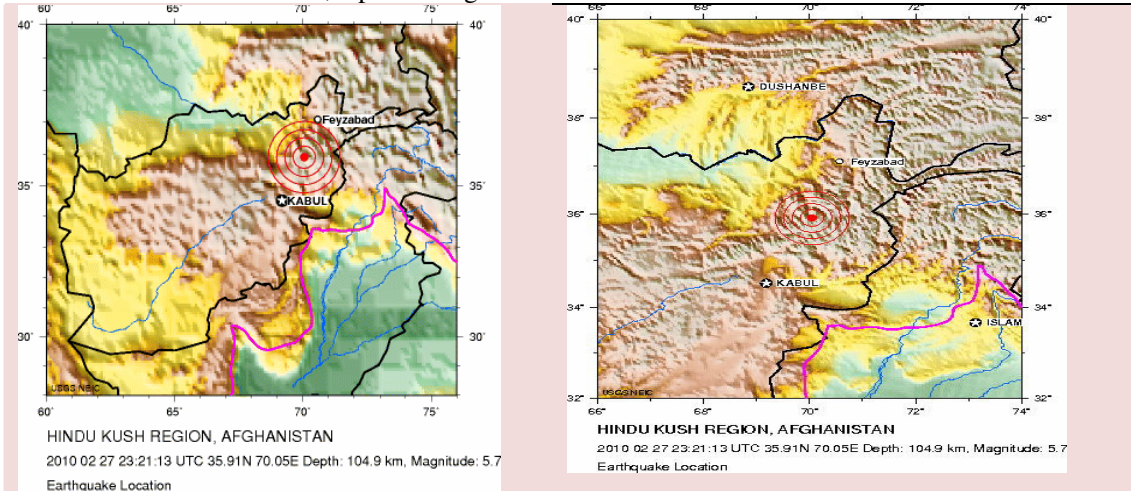 60° 65° 70° 75°
40°
Feyzabad
35°
KABUL
30°
USGS NEIC
60° 65° 70° 75°
HINDU KUSH REGION, AFGHANISTAN
2010 02 27 23:21:13 UTC 35.91N 70.05E Depth: 104.9 km, Magnitude: 5.7
Earthquake Location
66° 68° 70° 72° 74°
40° 40°
DUSHANBE
38° 38°
Feyzabad
36° 36°
KABUL
34° 34°
ISLAM
USGS NEIC
32° 32°
66° 68° 70° 72° 74°
HINDU KUSH REGION, AFGHANISTAN
2010 02 27 23:21:13 UTC 35.91N 70.05E Depth: 104.9 km, Magnitude: 5.7
Earthquake Location